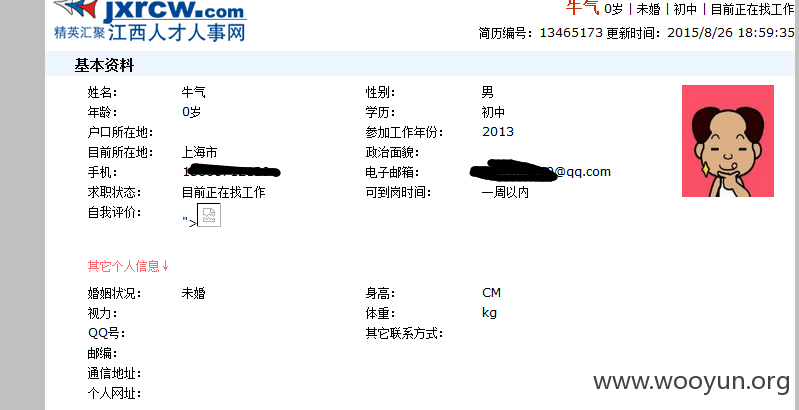 jxrcw.com
精英汇聚 江西人才人事网
牛气 0岁 | 未婚 | 初中 | 目前正在找工作
简历编号：13465173 更新时间：2015/8/26 18:59:35
基本资料
姓名： 牛气 性别： 男
年龄： 0岁 学历： 初中
户口所在地： 参加工作年份： 2013
目前所在地： 上海市 政治面貌：
手机： 电子邮箱： @qq.com
求职状态： 目前正在找工作 可到岗时间： 一周以内
自我评价： ">
其它个人信息↓
婚姻状况： 未婚 身高： CM
视力： 体重： kg
QQ号： 其它联系方式：
邮编：
通信地址：
个人网址：
www.wooyun.org